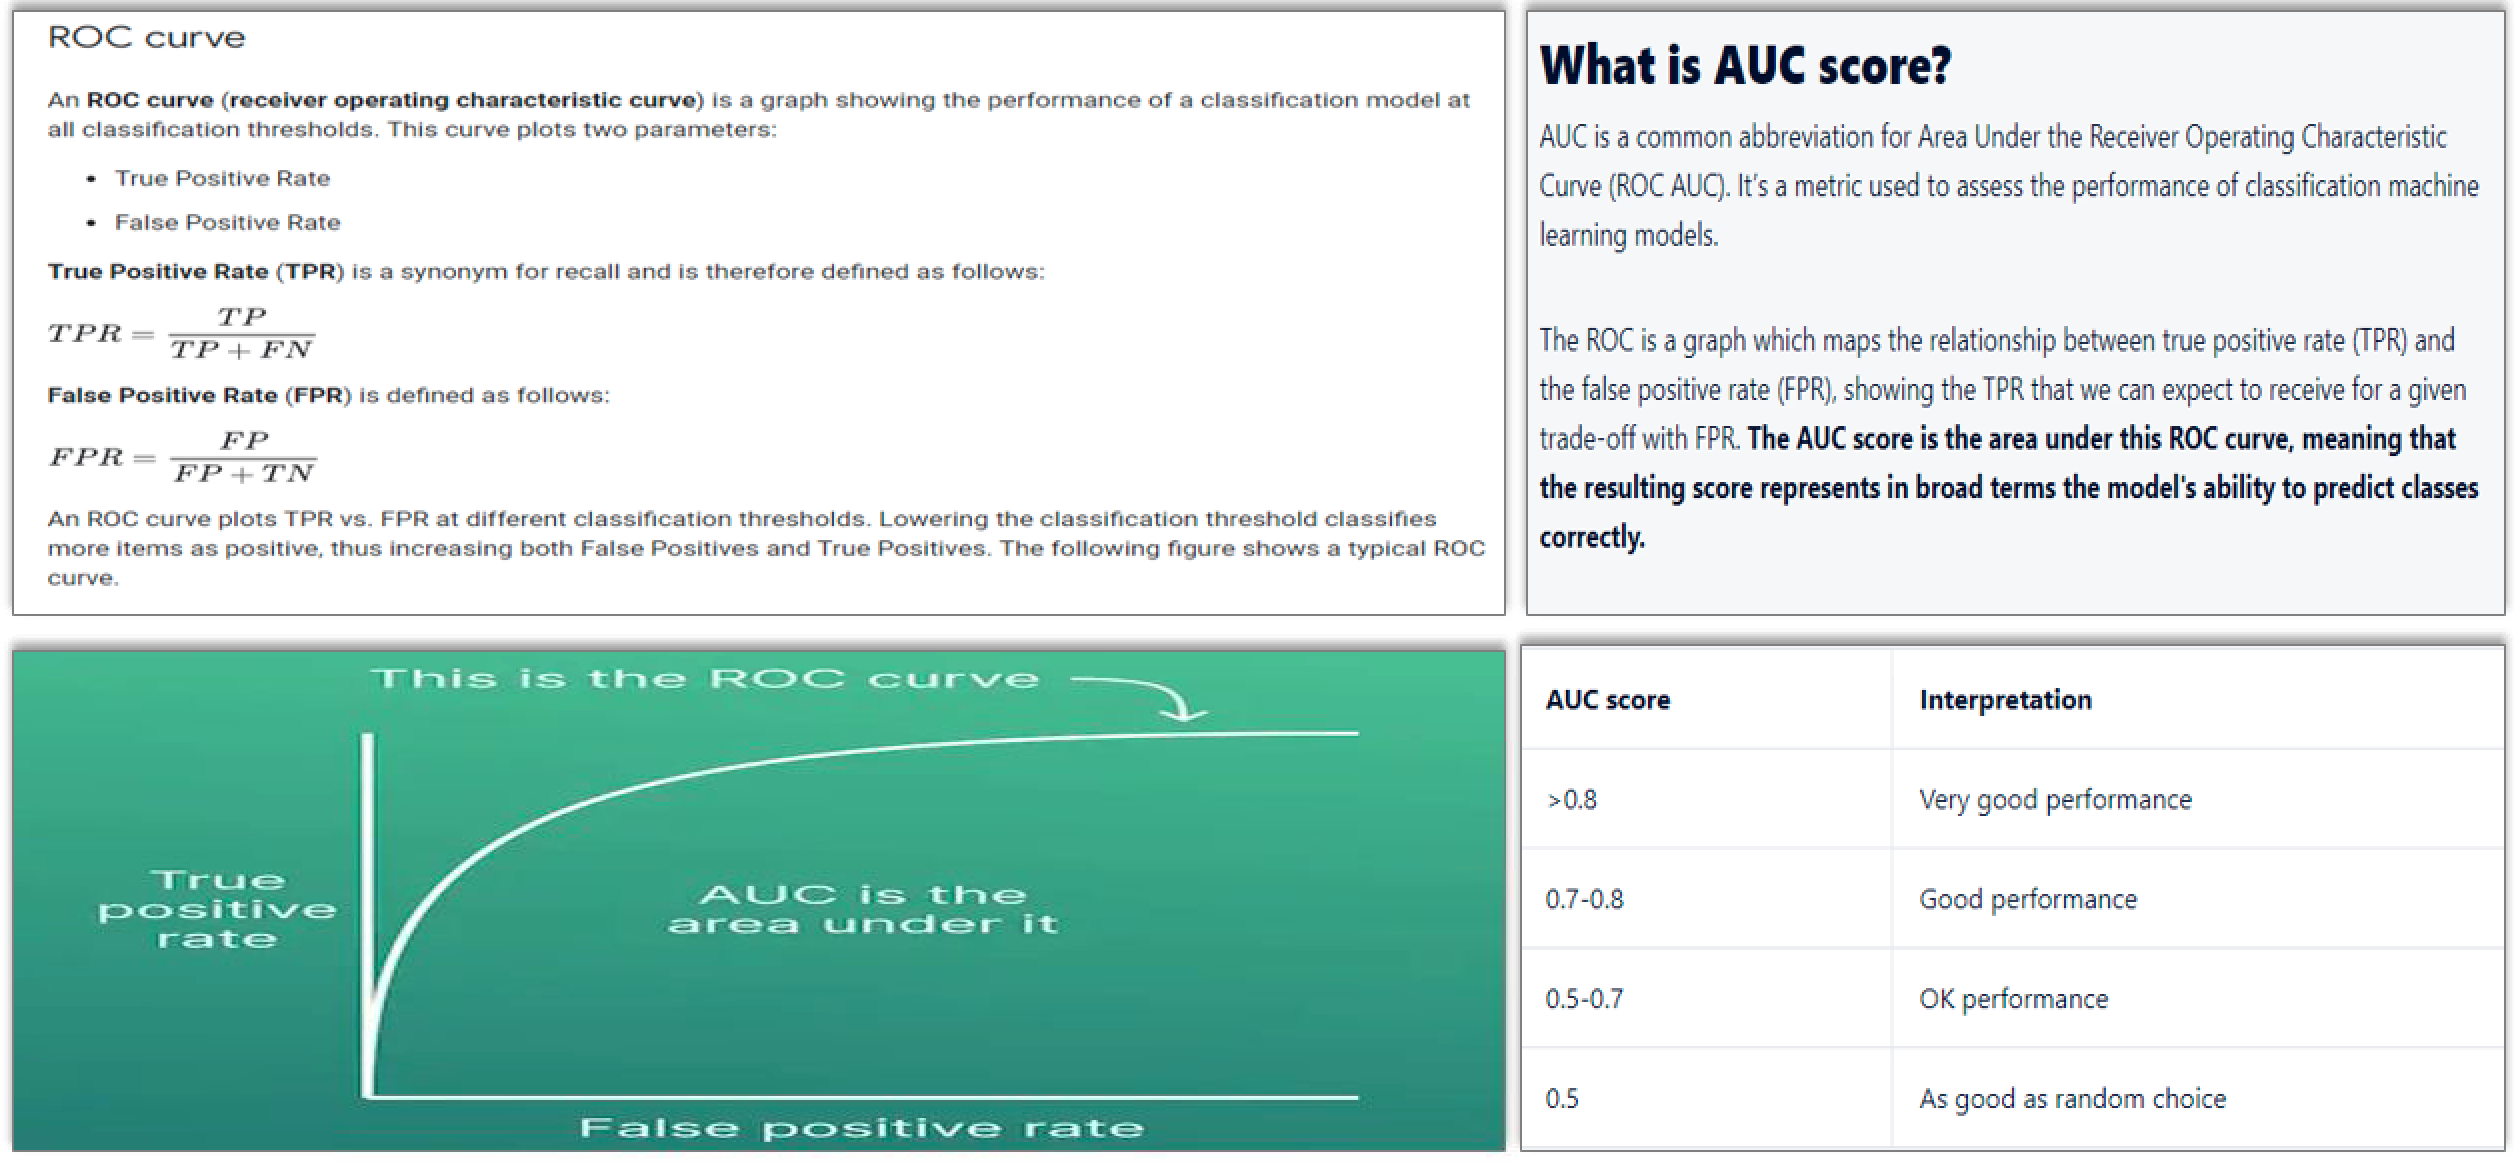 ROC curve
An ROC curve (receiver operating characteristic curve) is a graph showing the performance of a classification model at
all classification thresholds. This curve plots two parameters:
• True Positive Rate
• False Positive Rate
True Positive Rate (TPR) is a synonym for recall and is therefore defined as follows:
TPR = TP / (TP + FN)
False Positive Rate (FPR) is defined as follows:
FPR = FP / (FP + TN)
An ROC curve plots TPR vs. FPR at different classification thresholds. Lowering the classification threshold classifies
more items as positive, thus increasing both False Positives and True Positives. The following figure shows a typical ROC
curve.
What is AUC score?
AUC is a common abbreviation for Area Under the Receiver Operating Characteristic
Curve (ROC AUC). It's a metric used to assess the performance of classification machine
learning models.
The ROC is a graph which maps the relationship between true positive rate (TPR) and
the false positive rate (FPR), showing the TPR that we can expect to receive for a given
trade-off with FPR. The AUC score is the area under this ROC curve, meaning that
the resulting score represents in broad terms the model's ability to predict classes
correctly.
This is the ROC curve
True
positive
rate
AUC is the
area under it
False positive rate
AUC score Interpretation
>0.8 Very good performance
0.7-0.8 Good performance
0.5-0.7 OK performance
0.5 As good as random choice